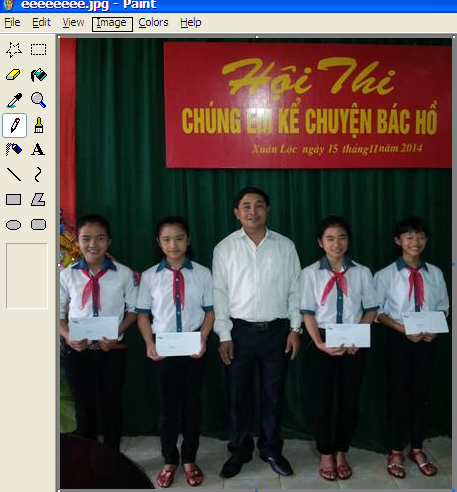 eeeeeeee.jpg - Paint
File Edit View Image Colors Help
A
Hội Thi
CHÚNG EM KỂ CHUYỆN BÁC HỒ
Xuân Lộc ngày 15 tháng11năm 2014